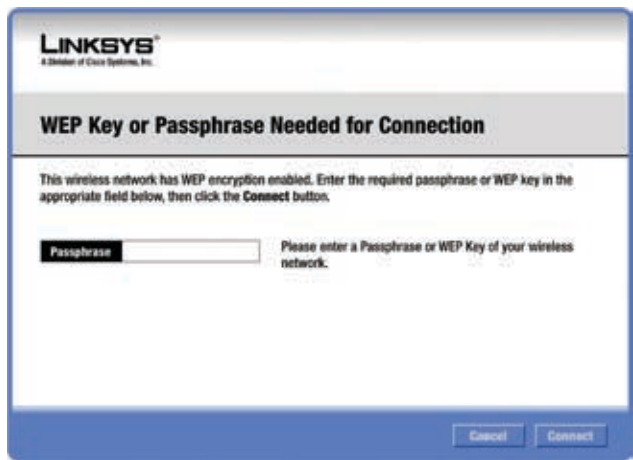 LINKSYS®
A Division of Cisco Systems, Inc.
WEP Key or Passphrase Needed for Connection
This wireless network has WEP encryption enabled. Enter the required passphrase or WEP key in the
appropriate field below, then click the Connect button.
Passphrase
Please enter a Passphrase or WEP Key of your wireless
network.
Cancel
Connect